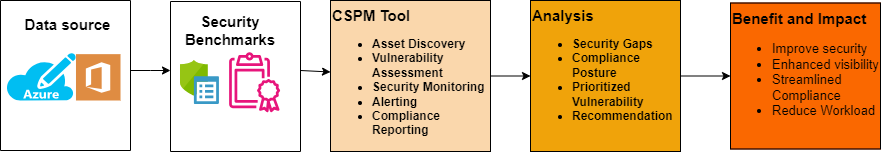 Data source
Azure
Security
Benchmarks
CSPM Tool
Asset Discovery
Vulnerability
Assessment
Security Monitoring
Alerting
Compliance
Reporting
Analysis
Security Gaps
Compliance
Posture
Prioritized
Vulnerability
Recommendation
Benefit and Impact
Improve security
Enhanced visibility
Streamlined
Compliance
Reduce Workload